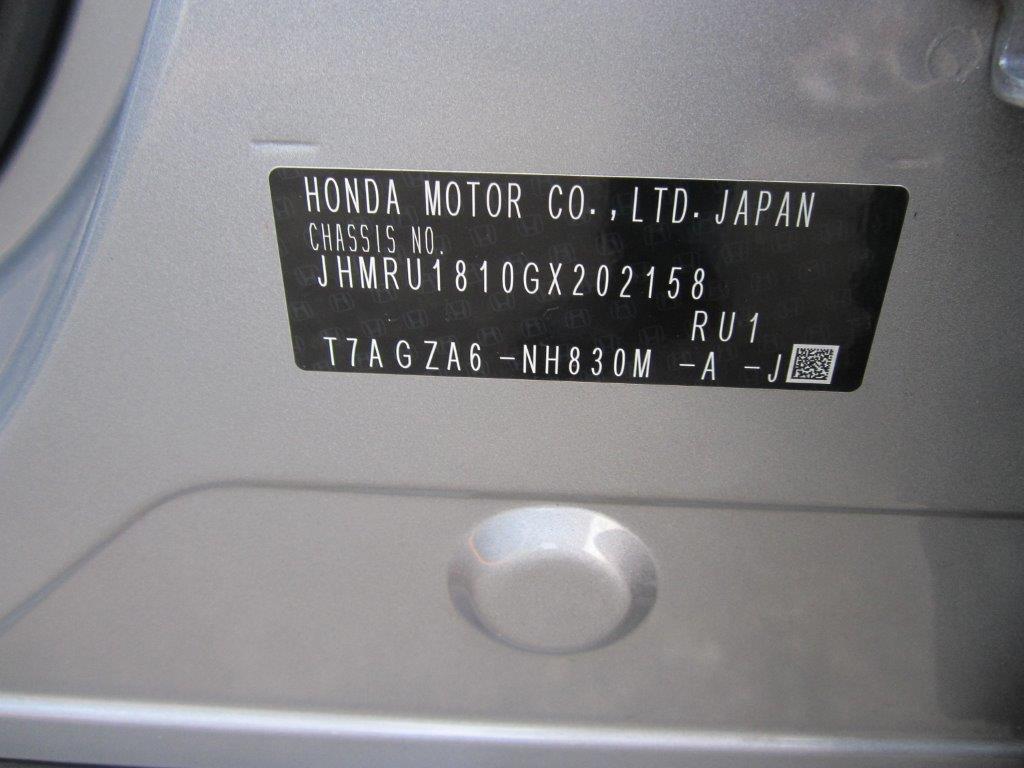 HONDA MOTOR CO.,LTD.JAPAN
CHASSIS NO.
JHMRU1810GX202158
RU1
T7AGZA6 -NH830M -A -J